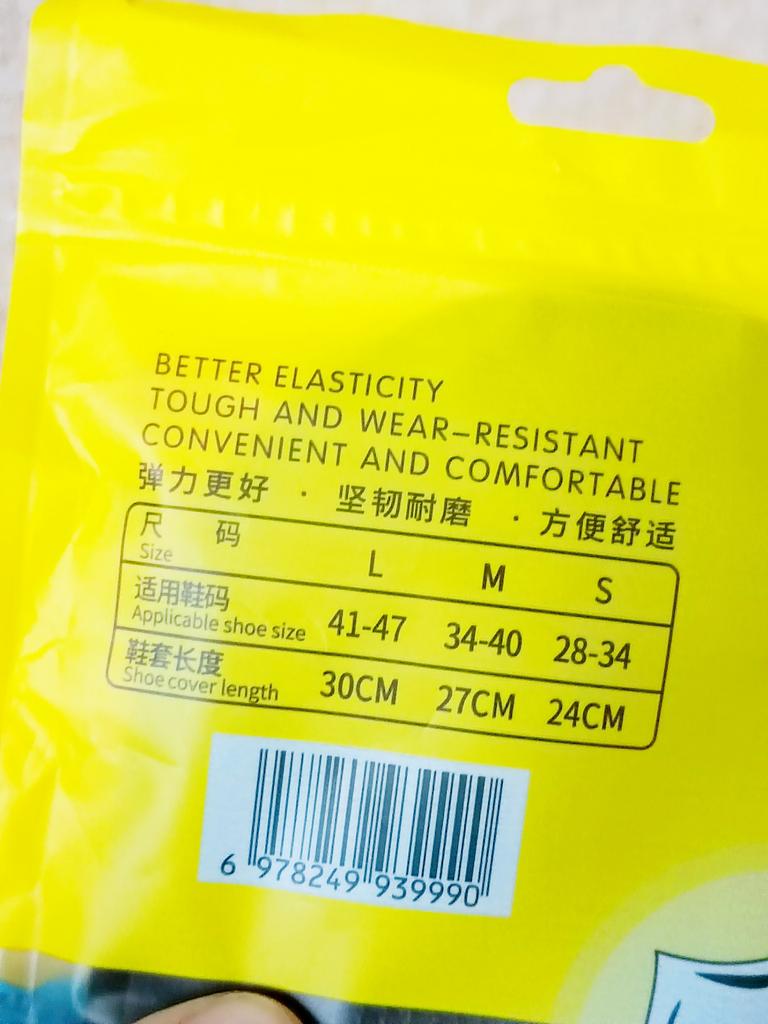 BETTER ELASTICITY
TOUGH AND WEAR-RESISTANT
CONVENIENT AND COMFORTABLE
弹力更好 · 坚韧耐磨 · 方便舒适
尺 码 L M S
Size
适用鞋码 41-47 34-40 28-34
Applicable shoe size
鞋套长度 30CM 27CM 24CM
Shoe cover length
6 978249 939990